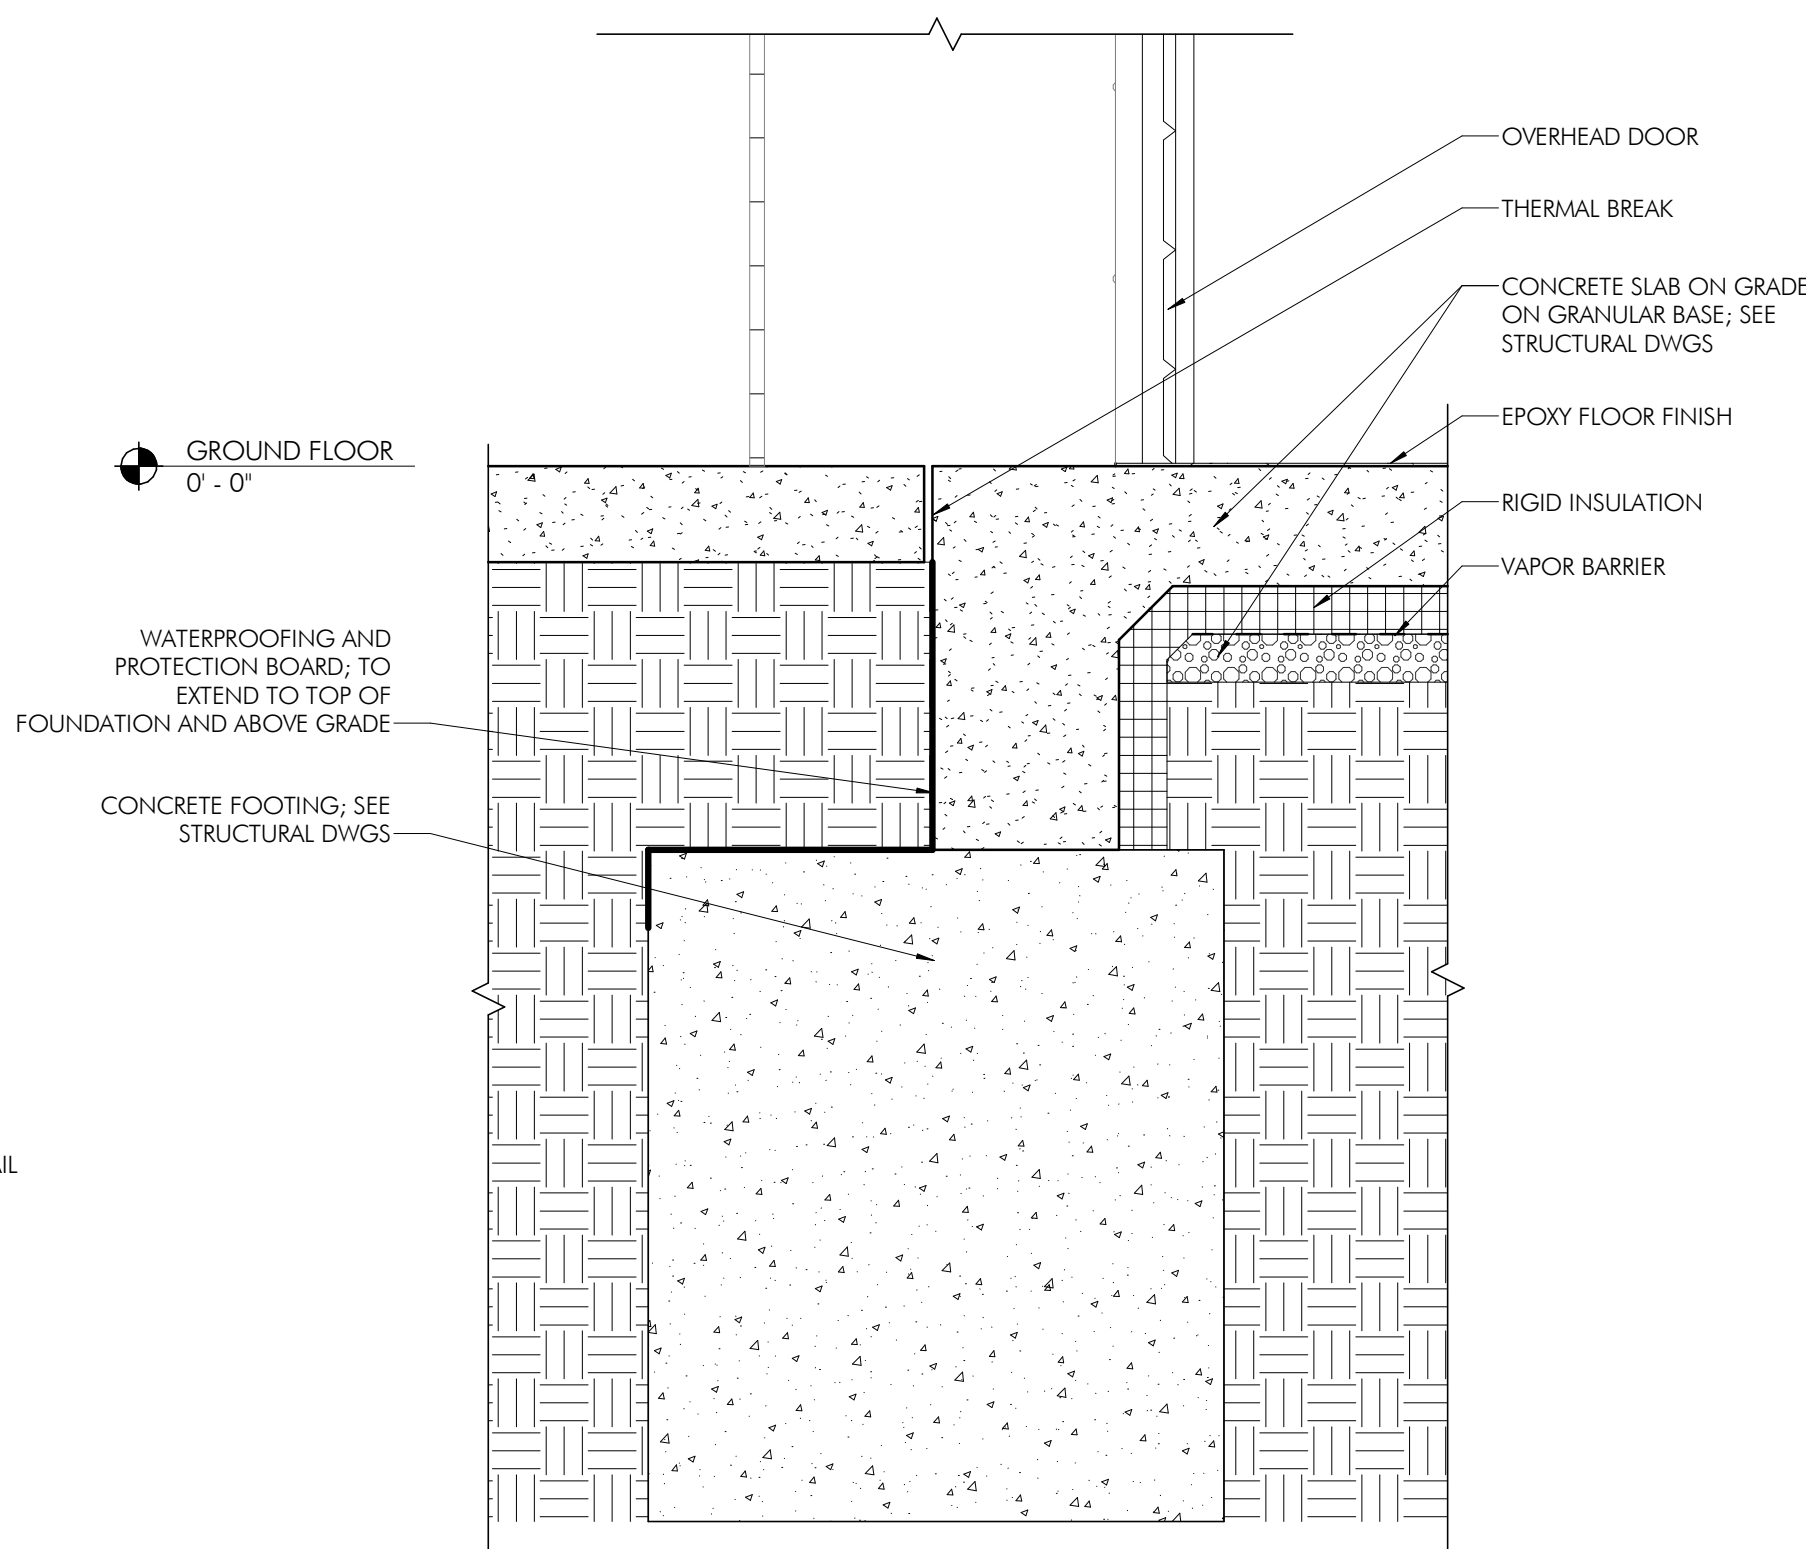 OVERHEAD DOOR
THERMAL BREAK
CONCRETE SLAB ON GRADE
ON GRANULAR BASE; SEE
STRUCTURAL DWGS
EPOXY FLOOR FINISH
GROUND FLOOR
0' - 0"
RIGID INSULATION
VAPOR BARRIER
WATERPROOFING AND
PROTECTION BOARD; TO
EXTEND TO TOP OF
FOUNDATION AND ABOVE GRADE
CONCRETE FOOTING; SEE
STRUCTURAL DWGS